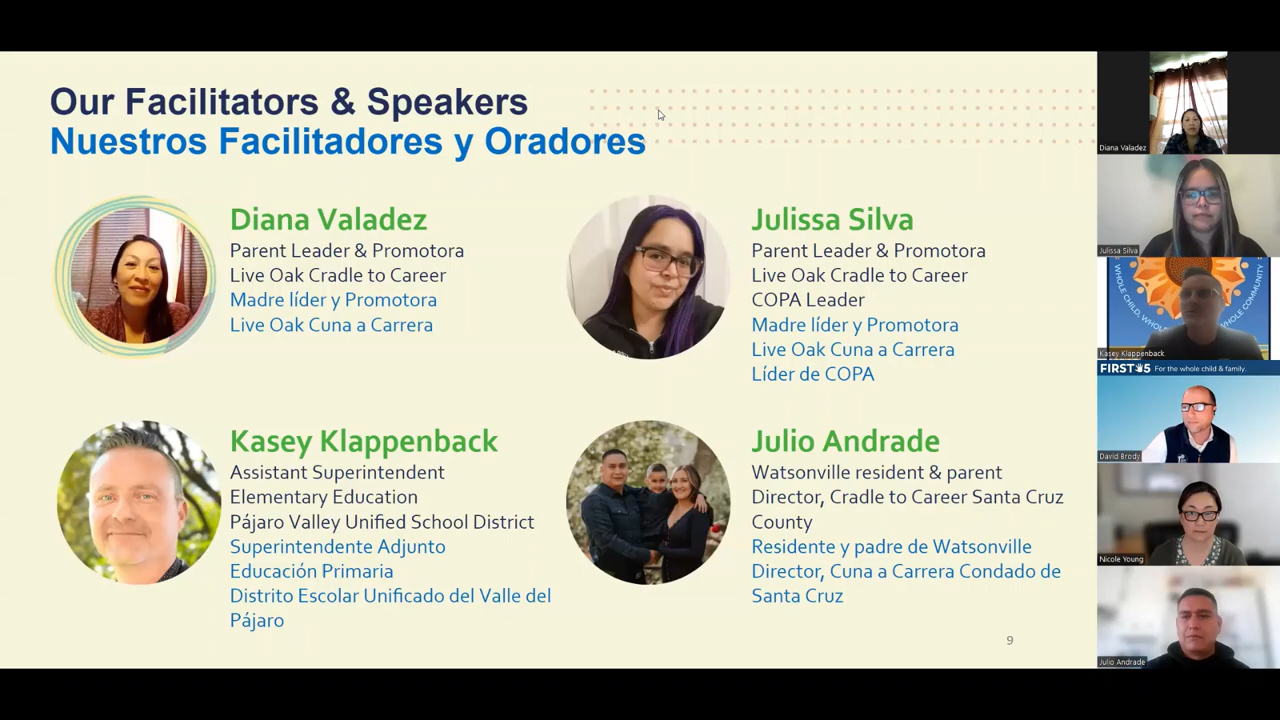 Our Facilitators & Speakers
Nuestros Facilitadores y Oradores
Diana Valadez
Parent Leader & Promotora
Live Oak Cradle to Career
Madre líder y Promotora
Live Oak Cuna a Carrera
Julissa Silva
Parent Leader & Promotora
Live Oak Cradle to Career
COPA Leader
Madre líder y Promotora
Live Oak Cuna a Carrera
Líder de COPA
Kasey Klappenback
Assistant Superintendent
Elementary Education
Pájaro Valley Unified School District
Superintendente Adjunto
Educación Primaria
Distrito Escolar Unificado del Valle del
Pájaro
Julio Andrade
Watsonville resident & parent
Director, Cradle to Career Santa Cruz
County
Residente y padre de Watsonville
Director, Cuna a Carrera Condado de
Santa Cruz
9
Diana Valadez
Julissa Silva
WHOLE CHILD, WHOLE COMMUNITY
Kasey Klappenback
FIRST 5 For the whole child & family.
David Brody
Nicole Young
Julio Andrade